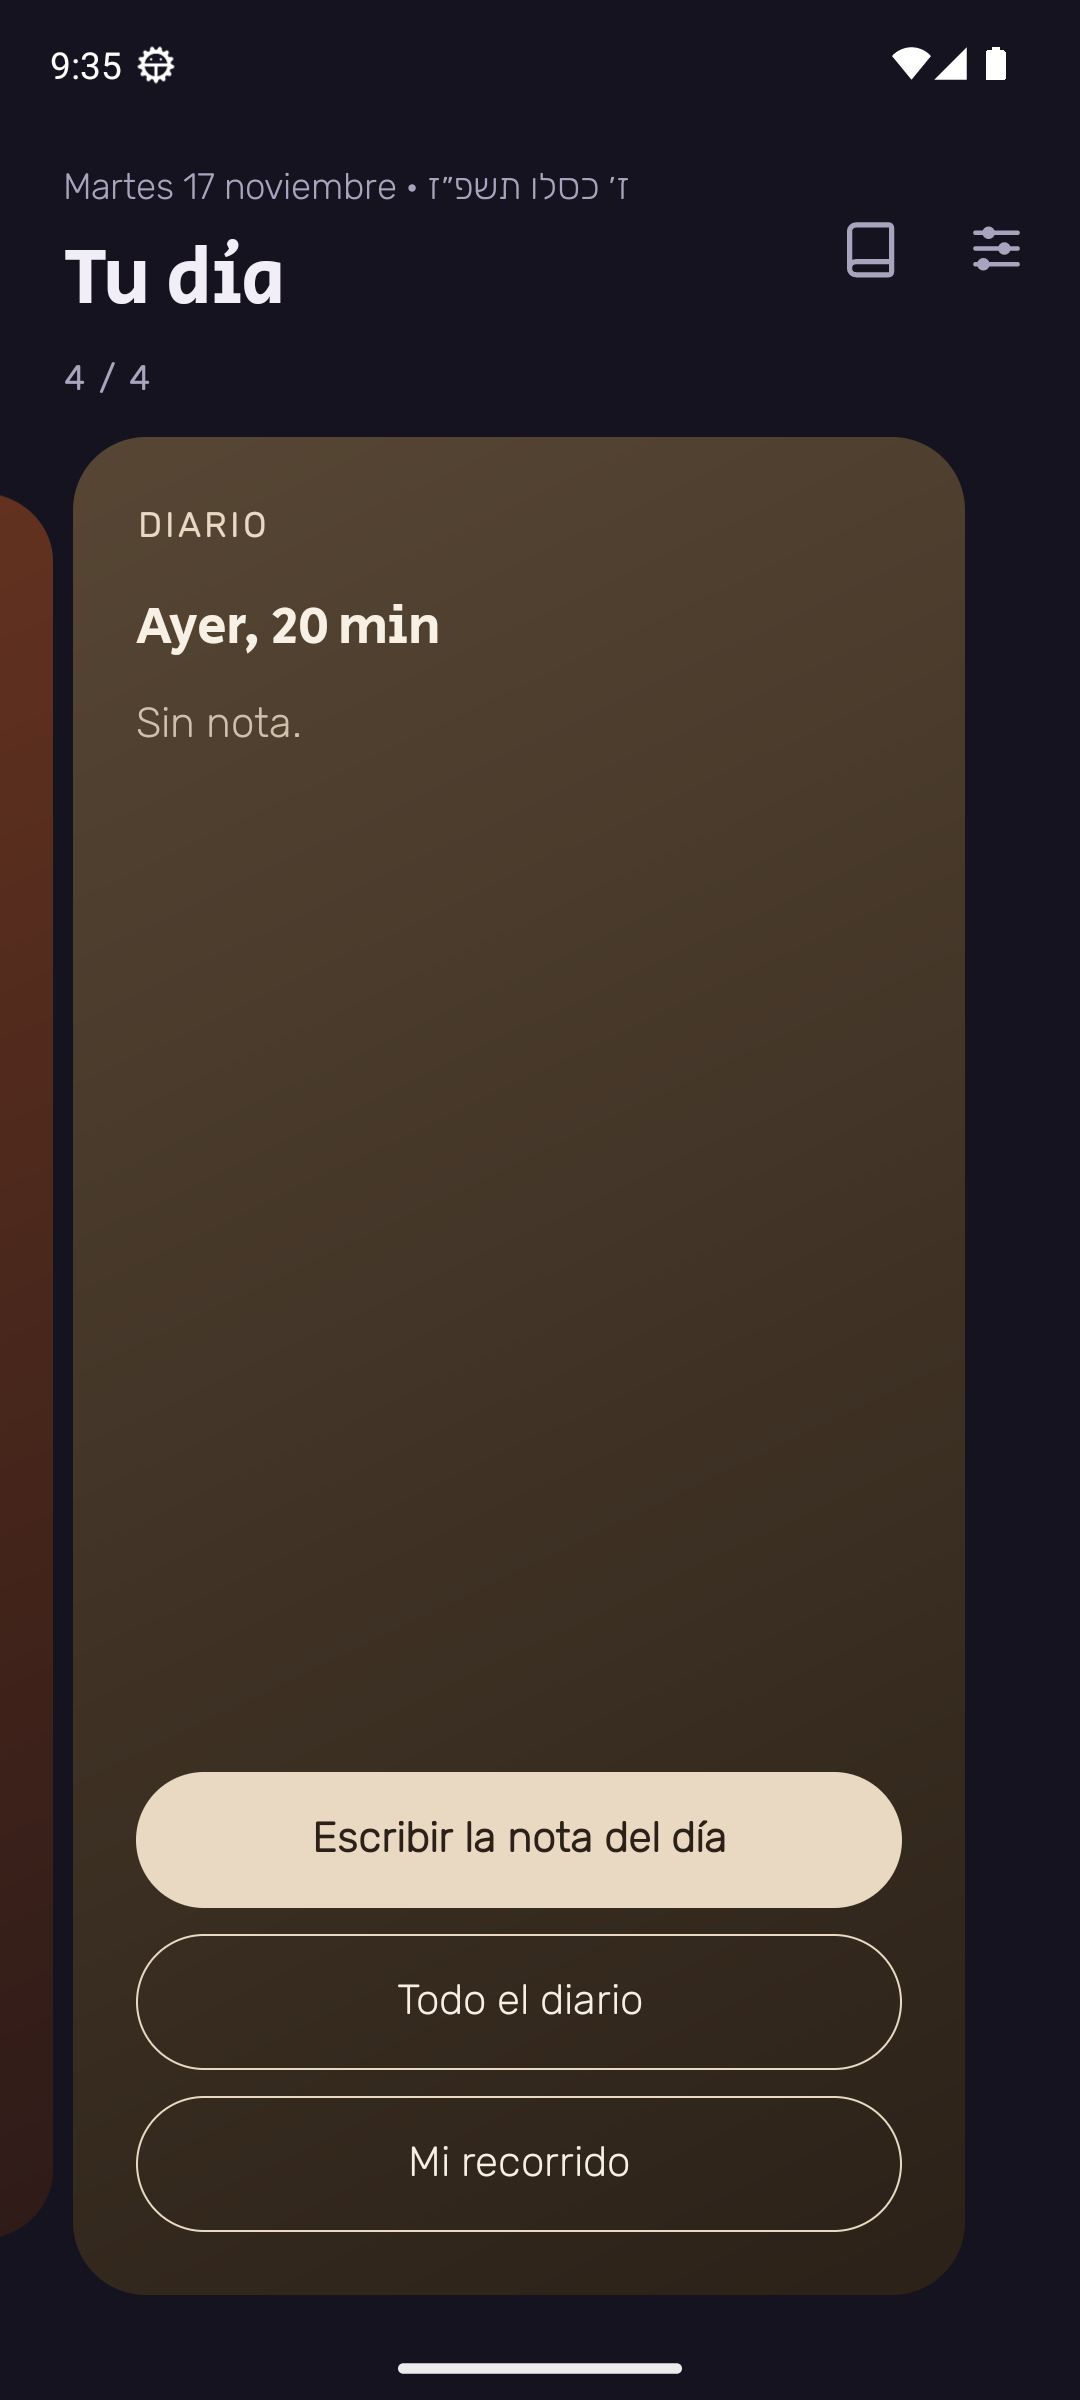 9:35
Martes 17 noviembre • ז׳ כסלו תשפ״ז
Tu día
4 / 4
DIARIO
Ayer, 20 min
Sin nota.
Escribir la nota del día
Todo el diario
Mi recorrido